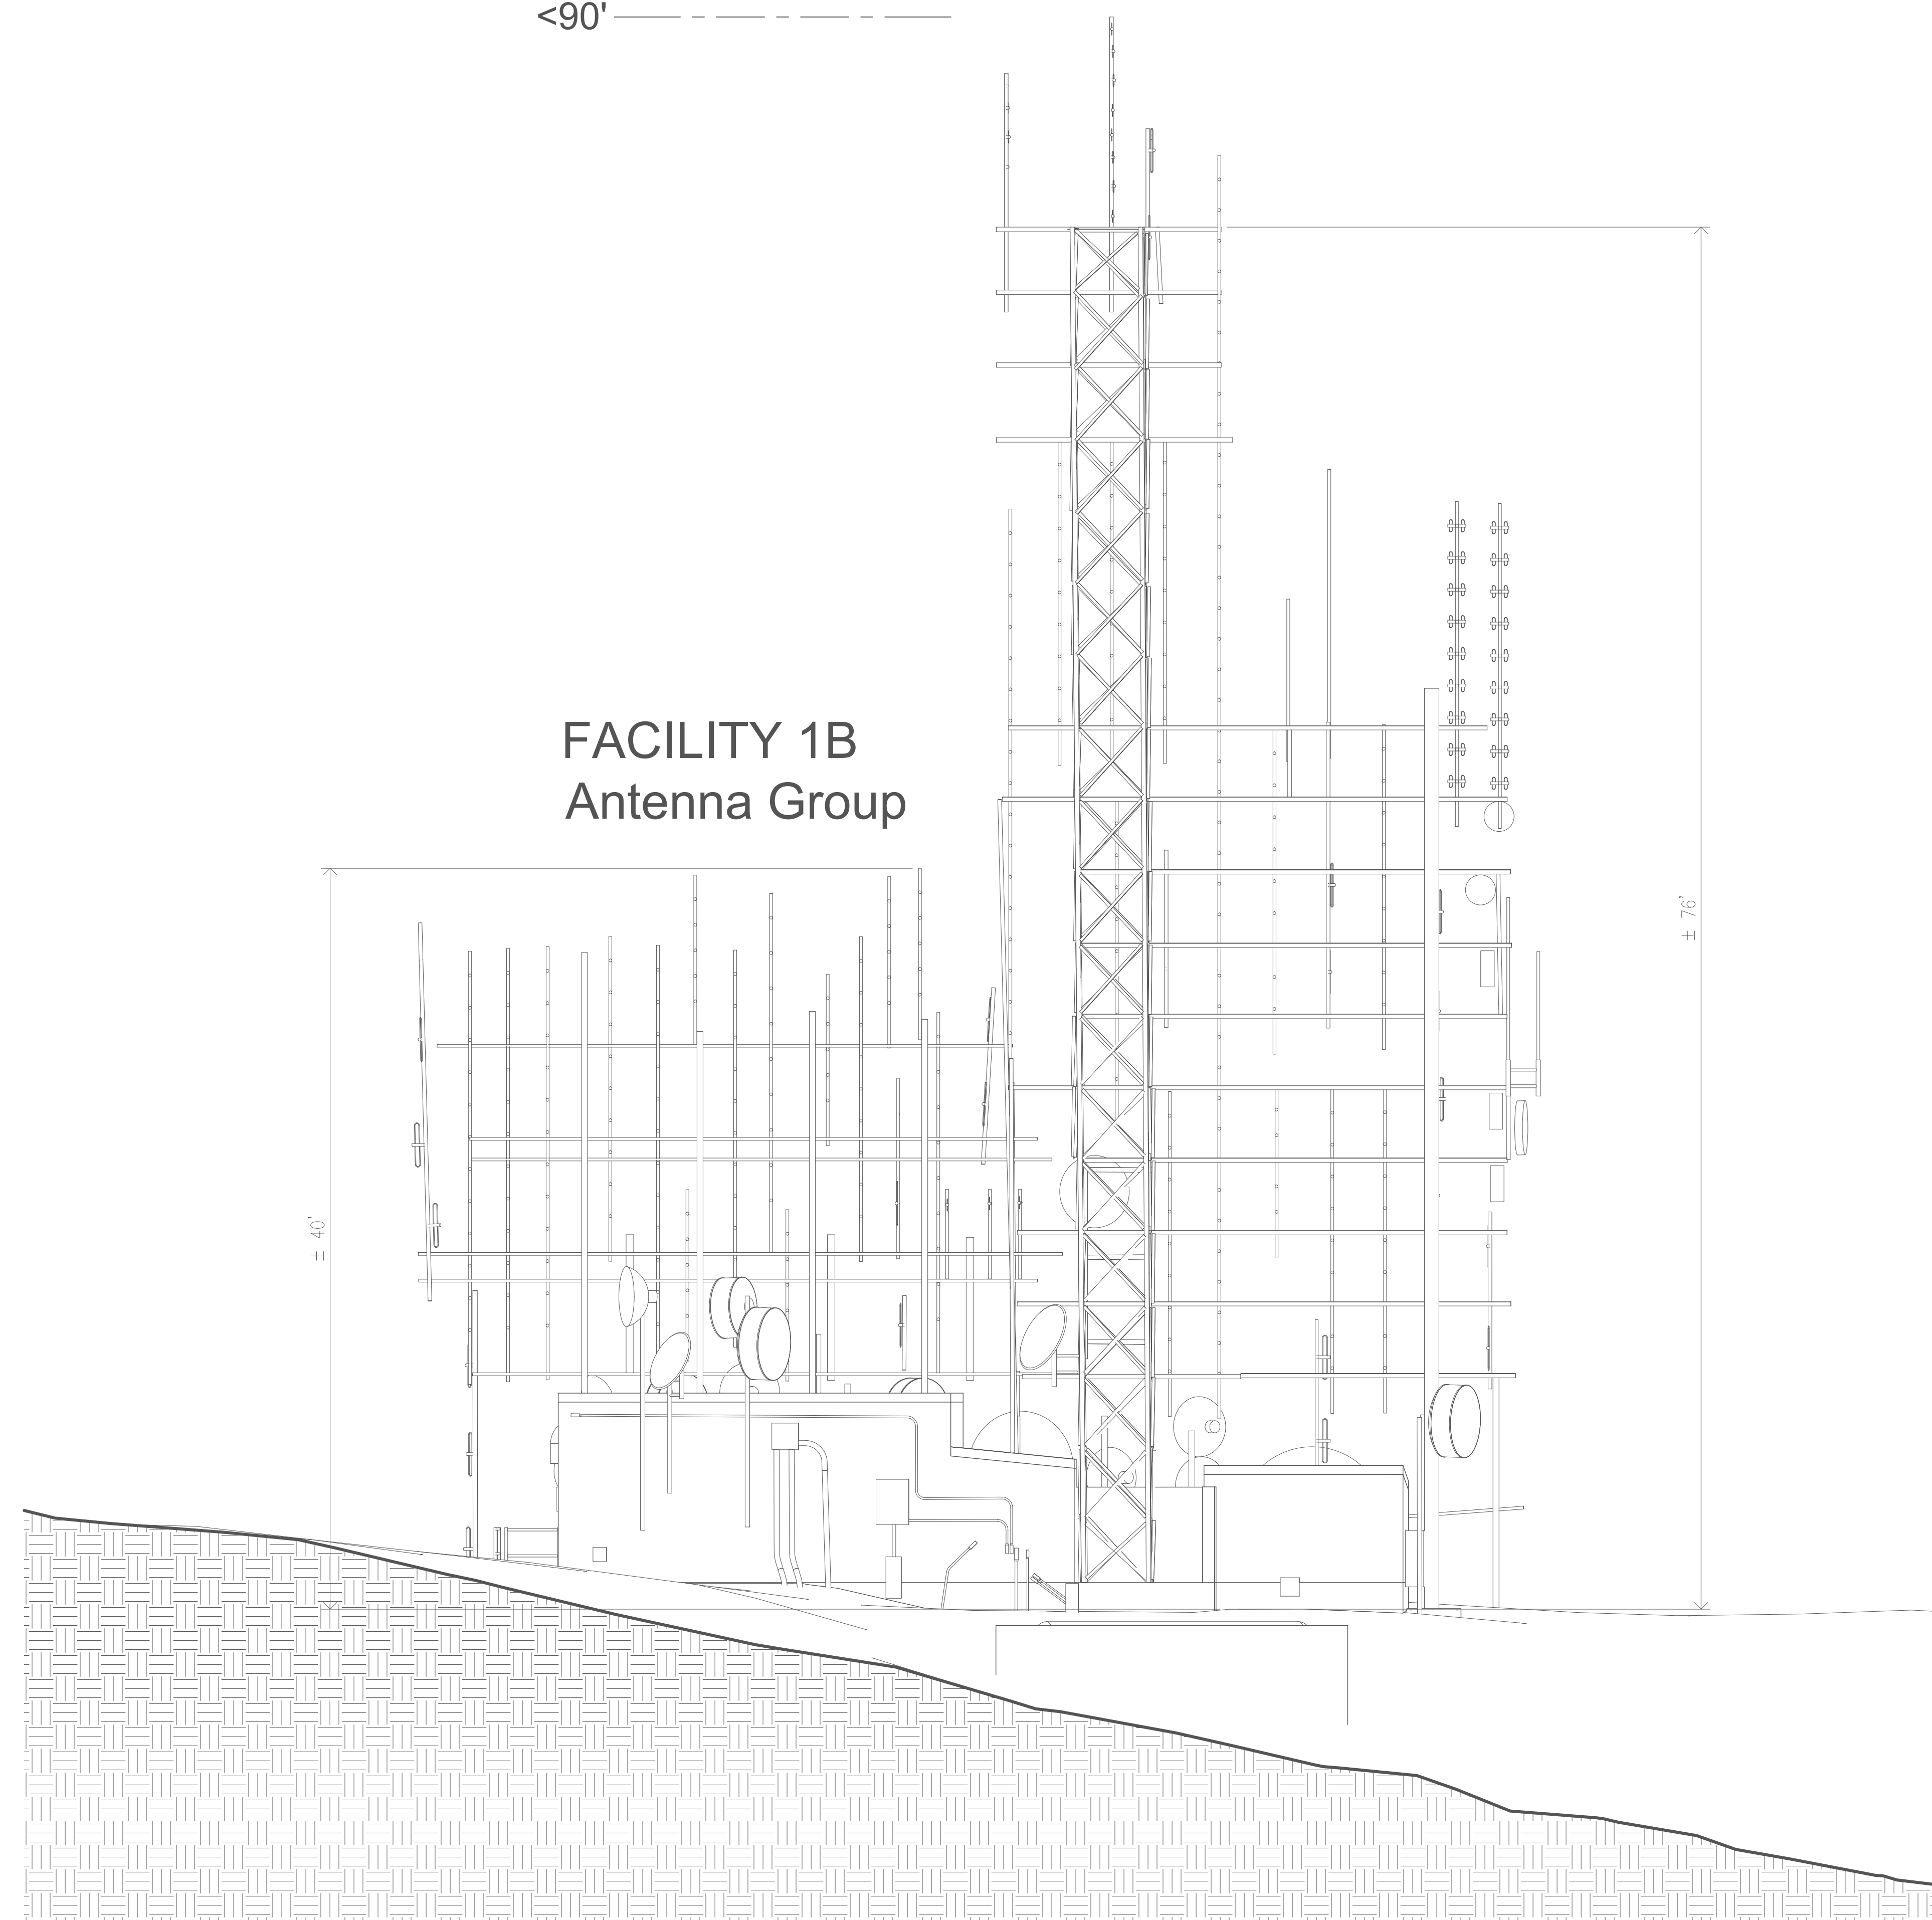 <90'
FACILITY 1B
Antenna Group
± 76'
± 40'